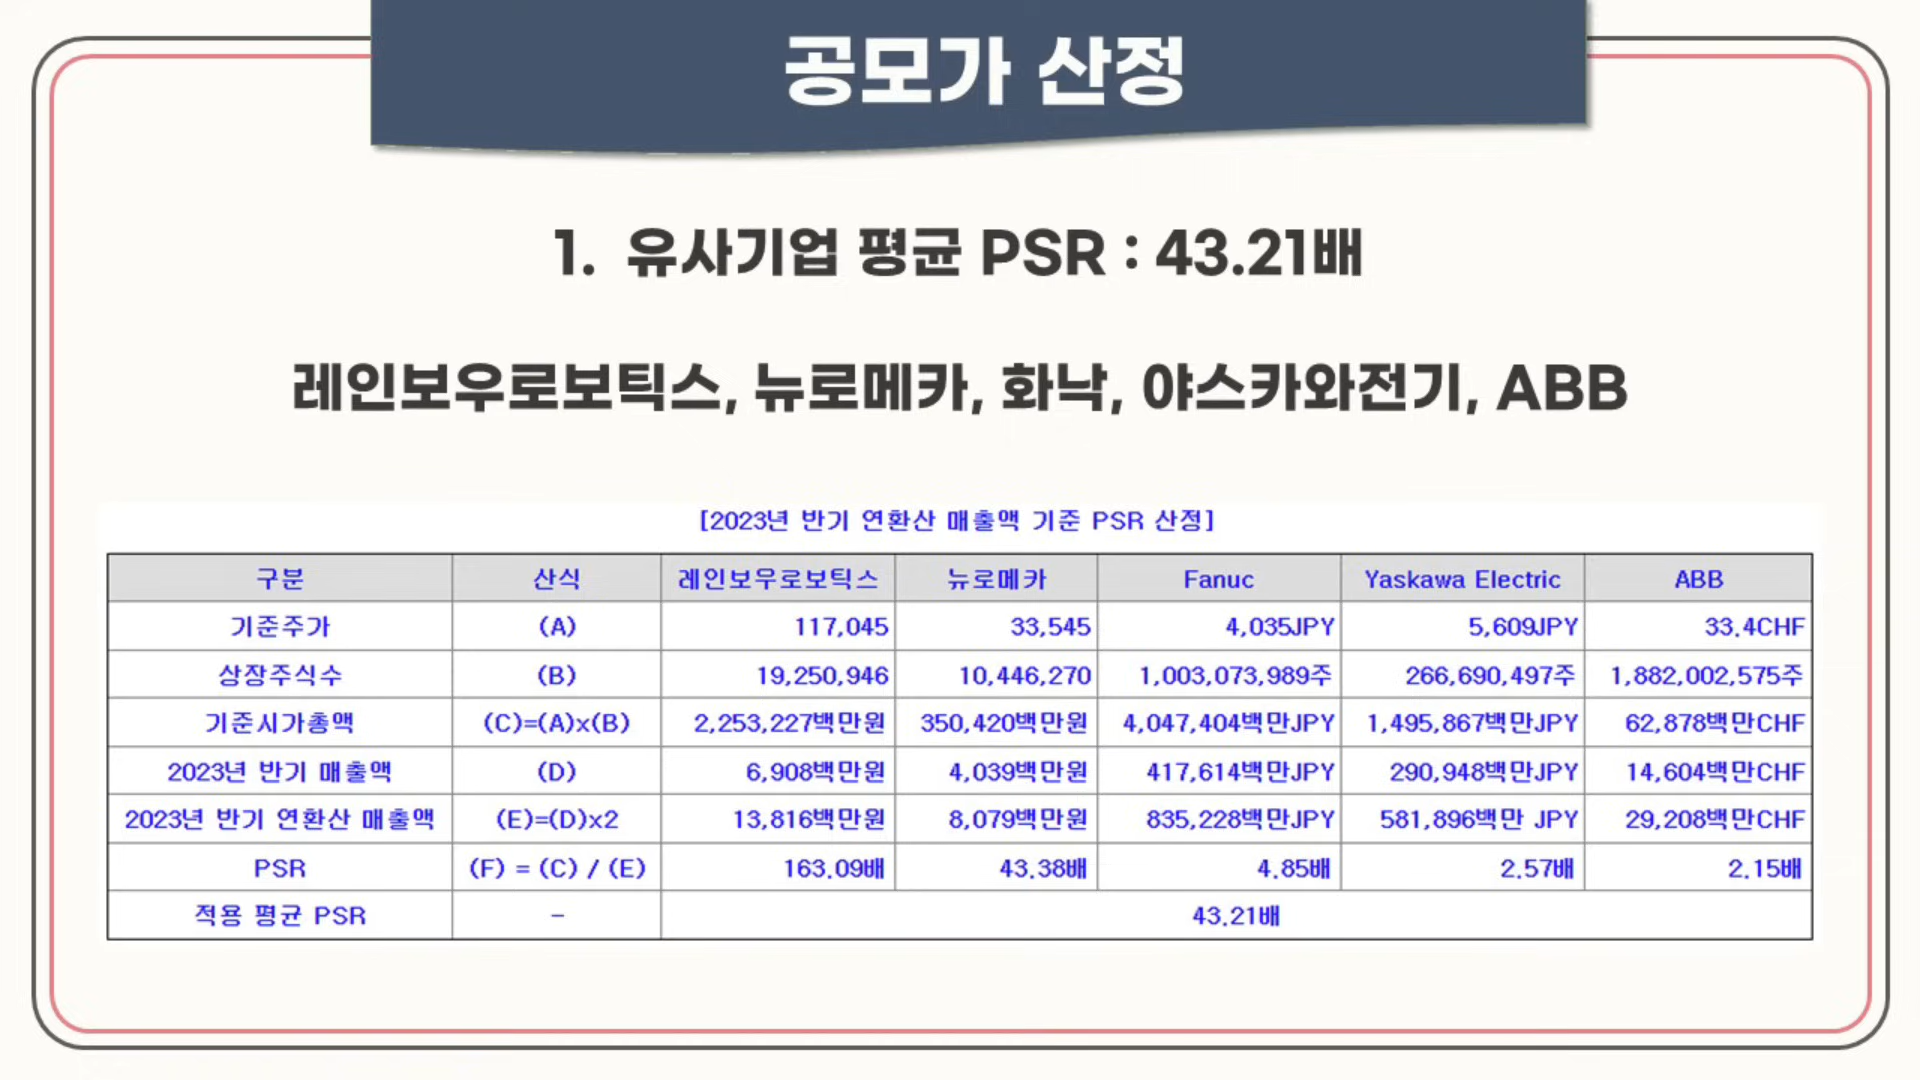 공모가 산정
1. 유사기업 평균 PSR : 43.21배
레인보우로보틱스, 뉴로메카, 화낙, 야스카와전기, ABB
[2023년 반기 연환산 매출액 기준 PSR 산정]
구분 산식 레인보우로보틱스 뉴로메카 Fanuc Yaskawa Electric ABB
기준주가 (A) 117,045 33,545 4,035JPY 5,609JPY 33.4CHF
상장주식수 (B) 19,250,946 10,446,270 1,003,073,989주 266,690,497주 1,882,002,575주
기준시가총액 (C)=(A)x(B) 2,253,227백만원 350,420백만원 4,047,404백만JPY 1,495,867백만JPY 62,878백만CHF
2023년 반기 매출액 (D) 6,908백만원 4,039백만원 417,614백만JPY 290,948백만JPY 14,604백만CHF
2023년 반기 연환산 매출액 (E)=(D)x2 13,816백만원 8,079백만원 835,228백만JPY 581,896백만 JPY 29,208백만CHF
PSR (F) = (C) / (E) 163.09배 43.38배 4.85배 2.57배 2.15배
적용 평균 PSR - 43.21배